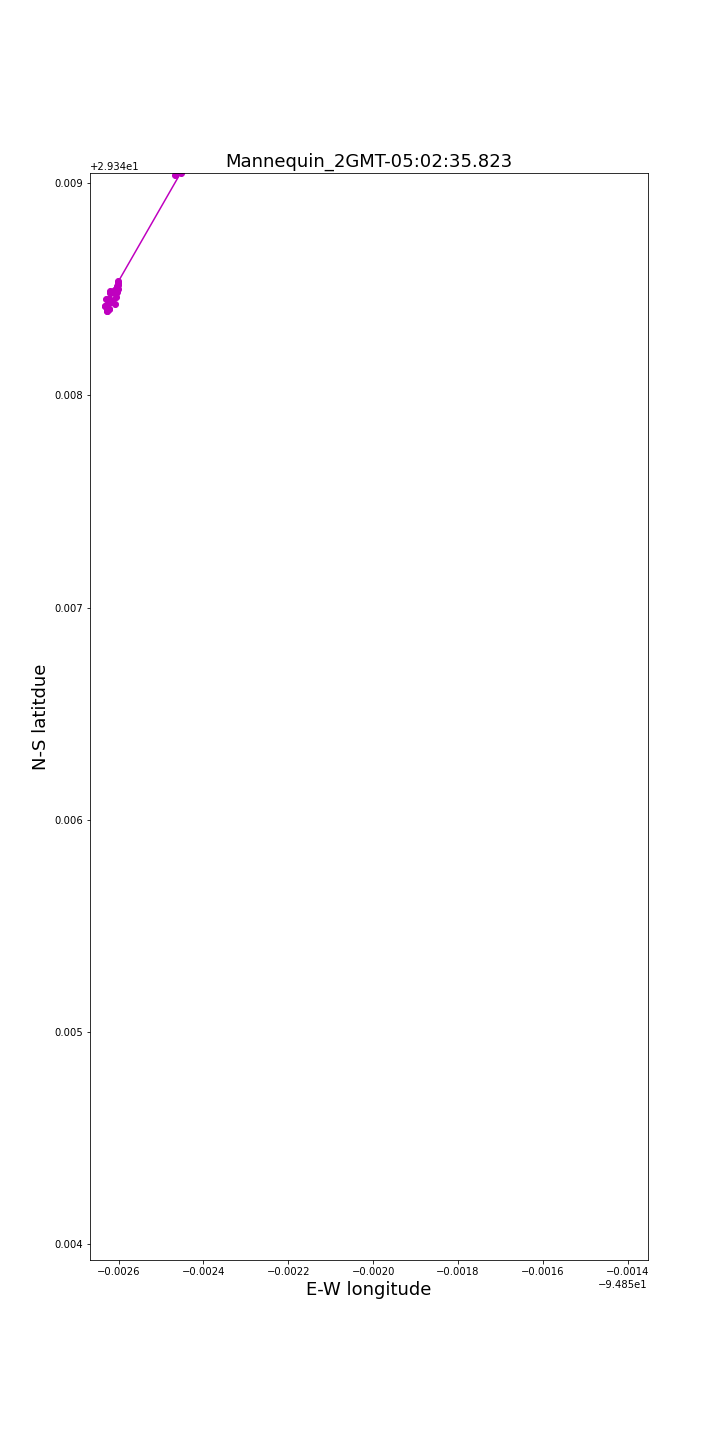 Mannequin_2GMT-05:02:35.823
+2.934e1
0.009
0.008
0.007
0.006
0.005
0.004
N-S latitdue
−0.0026 −0.0024 −0.0022 −0.0020 −0.0018 −0.0016 −0.0014
−9.485e1
E-W longitude